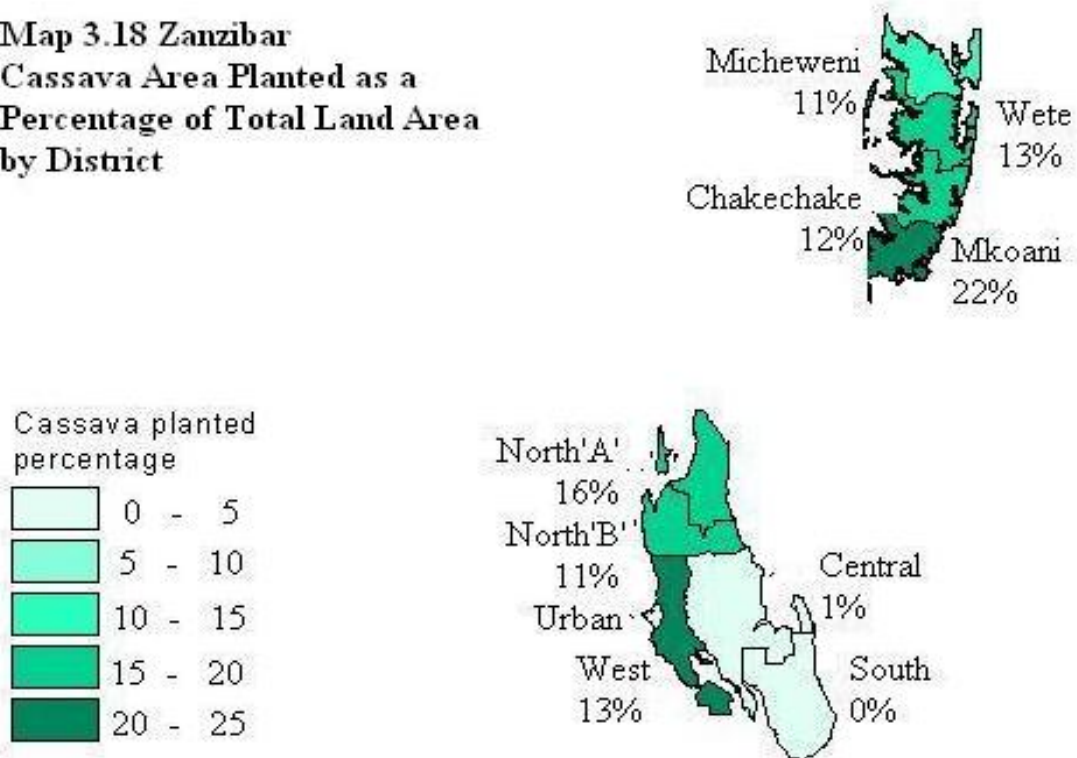 Map 3.18 Zanzibar
Cassava Area Planted as a
Percentage of Total Land Area
by District
Micheweni
11%
Wete
13%
Chakechake
12%
Mkoani
22%
Cassava planted
percentage
0 - 5
5 - 10
10 - 15
15 - 20
20 - 25
North'A'
16%
North'B'
11%
Urban
West
13%
Central
1%
South
0%